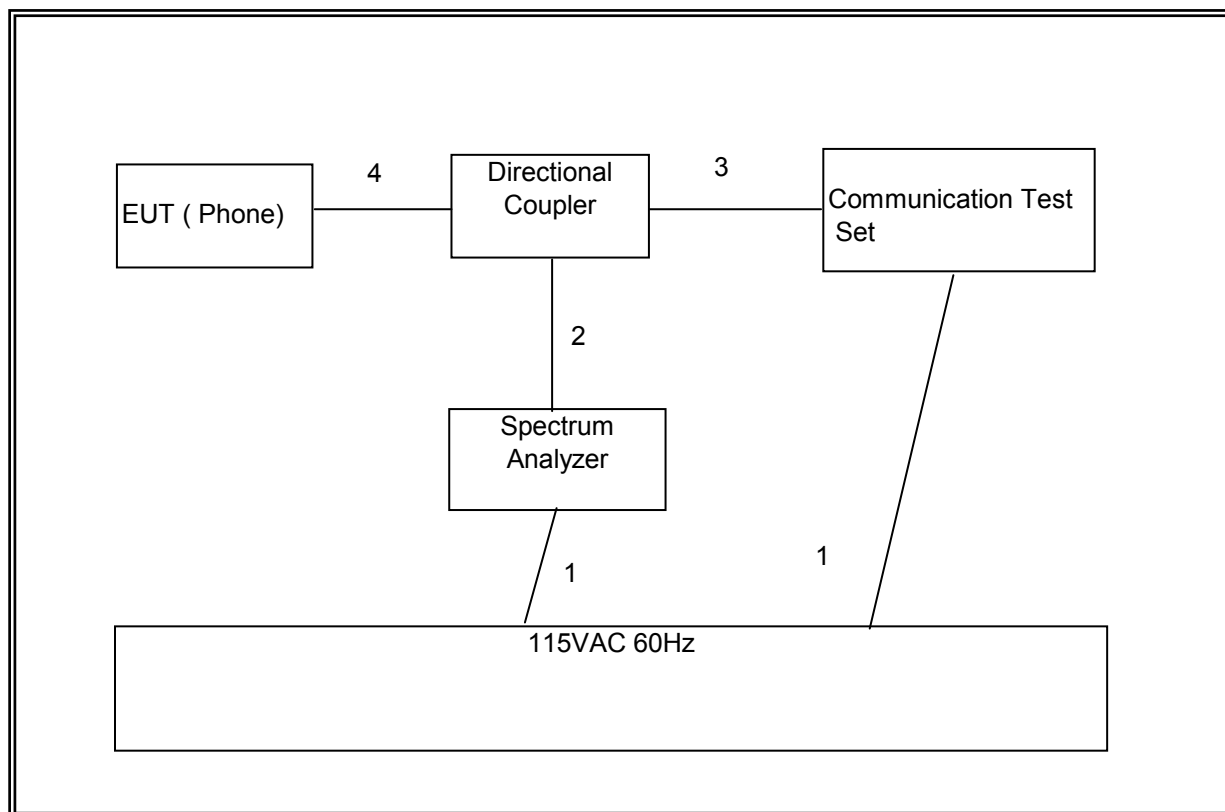 4
3
EUT ( Phone)
Directional
Coupler
Communication Test
Set
2
Spectrum
Analyzer
1
1
115VAC 60Hz